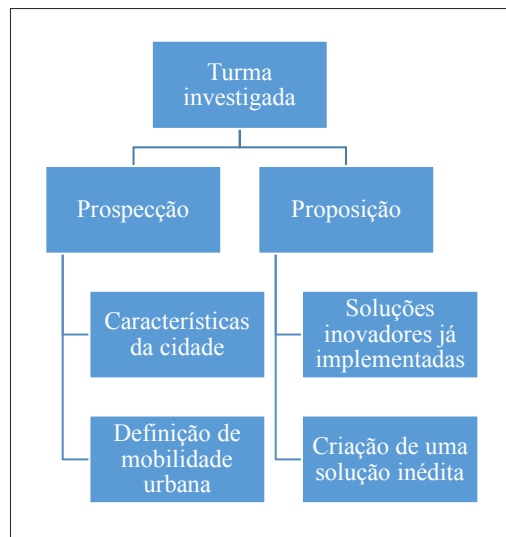 Turma
investigada
Prospecção
Proposição
Características
da cidade
Soluções
inovadores já
implementadas
Definição de
mobilidade
urbana
Criação de uma
solução inédita